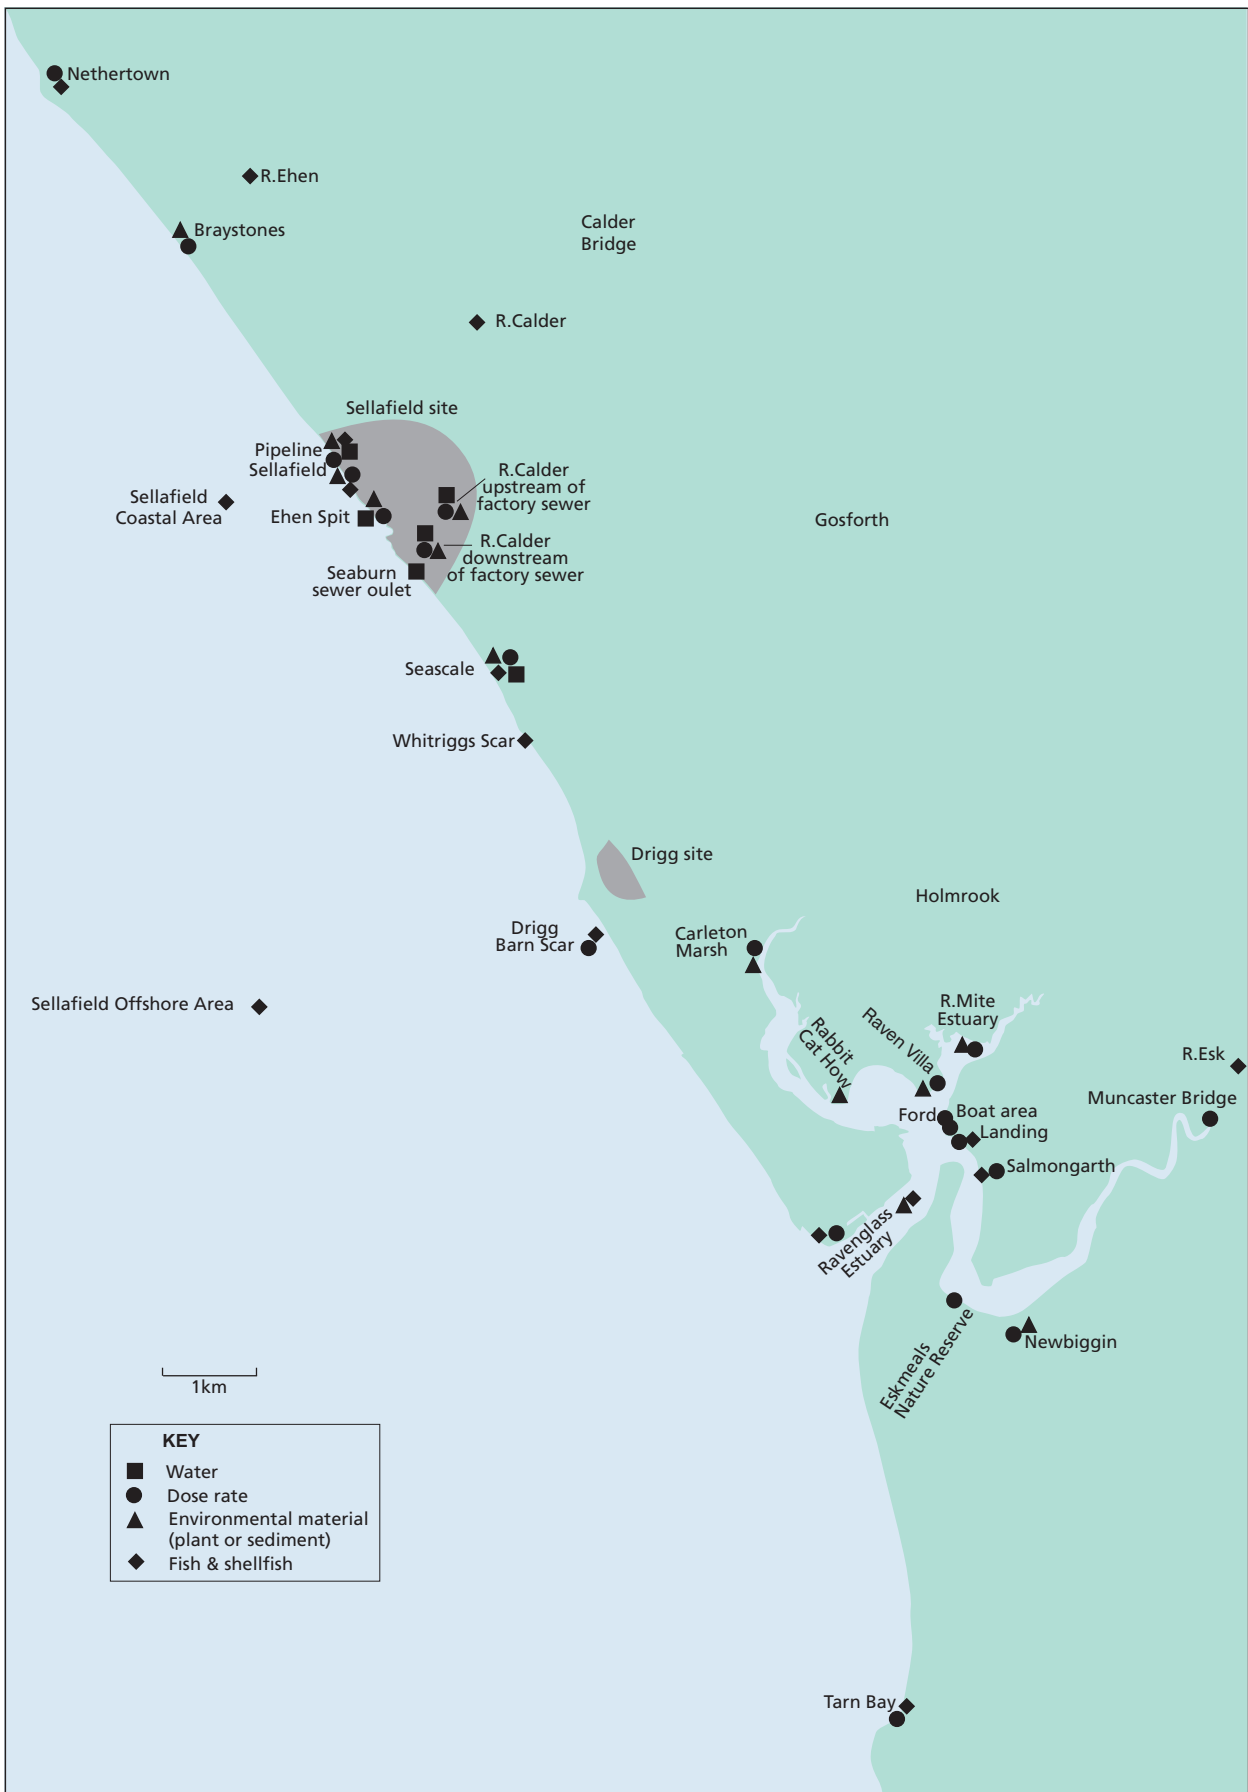 Nethertown
R.Ehen
Braystones
Calder
Bridge
R.Calder
Sellafield site
Pipeline
Sellafield
R.Calder
upstream of
factory sewer
Sellafield
Coastal Area
Ehen Spit
Gosforth
R.Calder
downstream
of factory sewer
Seaburn
sewer oulet
Seascale
Whitriggs Scar
Drigg site
Holmrook
Drigg
Barn Scar
Carleton
Marsh
Sellafield Offshore Area
R.Mite
Estuary
Raven Villa
Rabbit
Cat How
R.Esk
Muncaster Bridge
Ford
Boat area
Landing
Salmongarth
Ravenglass
Estuary
Newbiggin
Eskmeals
Nature Reserve
1km
KEY
Water
Dose rate
Environmental material
(plant or sediment)
Fish & shellfish
Tarn Bay